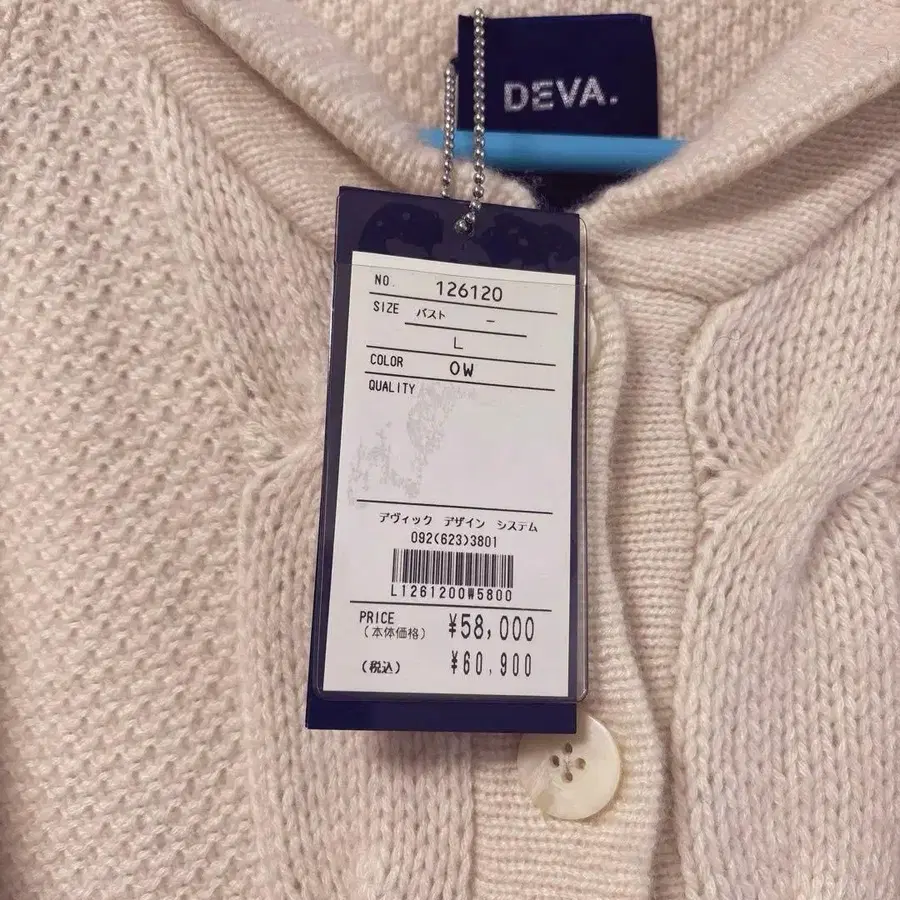 DEVA.
NO. 126120
SIZE バスト －
L
COLOR OW
QUALITY
デヴィック デザイン システム
092(623)3801
L126120OW5800
PRICE
(本体価格) ¥58,000
(税込) ¥60,900